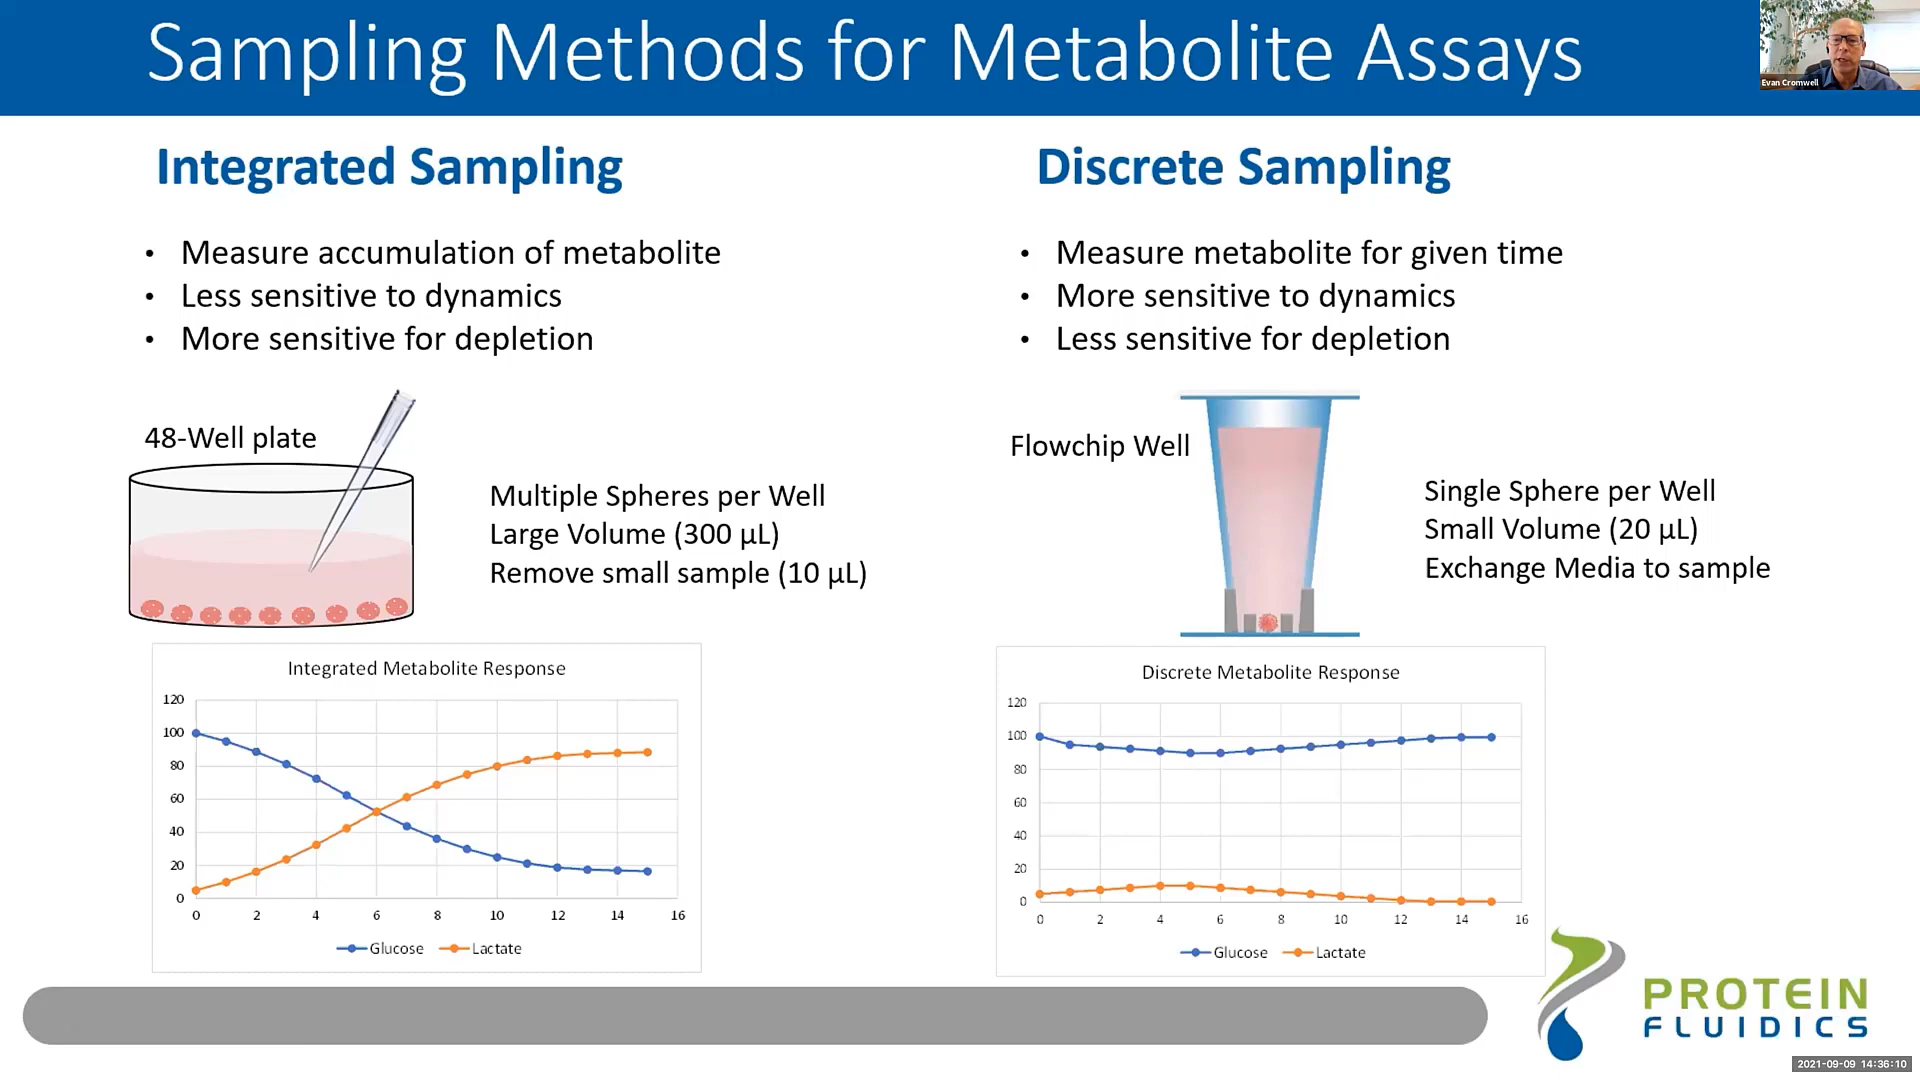 Sampling Methods for Metabolite Assays
Evan Cromwell
Integrated Sampling
• Measure accumulation of metabolite
• Less sensitive to dynamics
• More sensitive for depletion
48-Well plate
Multiple Spheres per Well
Large Volume (300 µL)
Remove small sample (10 µL)
Integrated Metabolite Response
120
100
80
60
40
20
0
0 2 4 6 8 10 12 14 16
Glucose Lactate
Discrete Sampling
• Measure metabolite for given time
• More sensitive to dynamics
• Less sensitive for depletion
Flowchip Well
Single Sphere per Well
Small Volume (20 µL)
Exchange Media to sample
Discrete Metabolite Response
120
100
80
60
40
20
0
0 2 4 6 8 10 12 14 16
Glucose Lactate
PROTEIN
FLUIDICS
2021-09-09 14:36:10